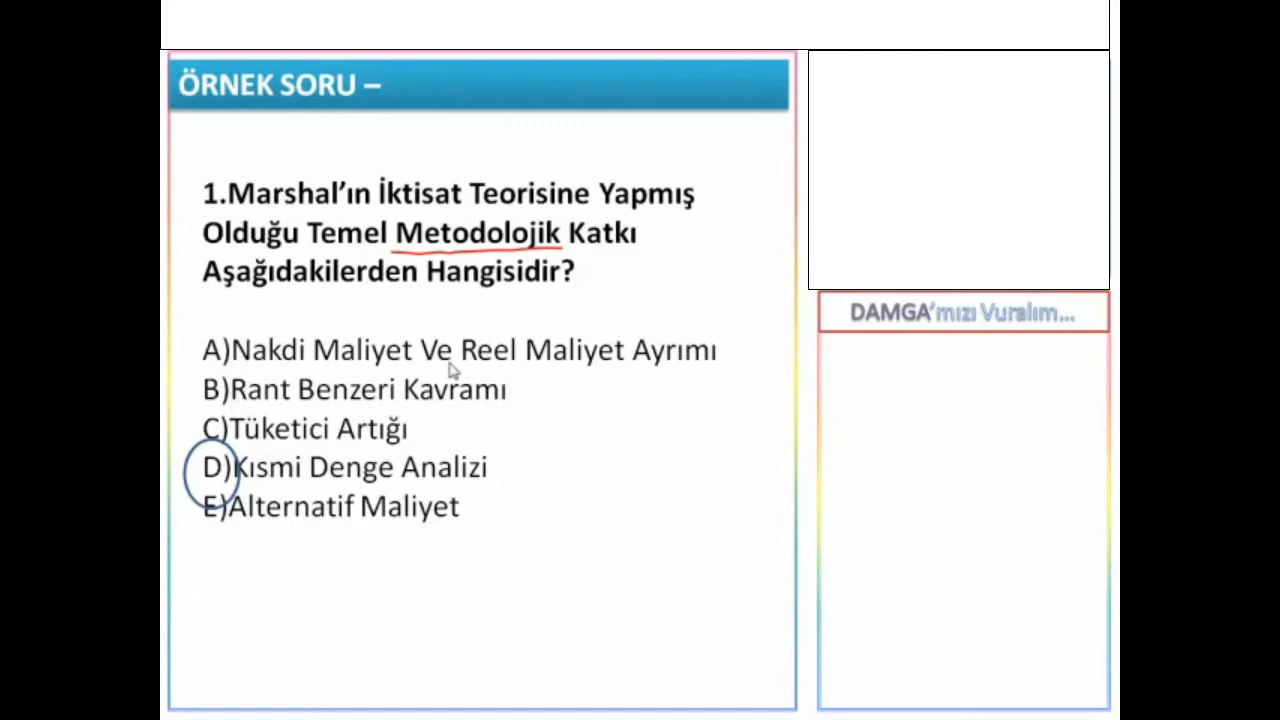 ÖRNEK SORU –
1.Marshal’ın İktisat Teorisine Yapmış
Olduğu Temel Metodolojik Katkı
Aşağıdakilerden Hangisidir?
A)Nakdi Maliyet Ve Reel Maliyet Ayrımı
B)Rant Benzeri Kavramı
C)Tüketici Artığı
D)Kısmi Denge Analizi
E)Alternatif Maliyet
DAMGA’mızı Vuralım...